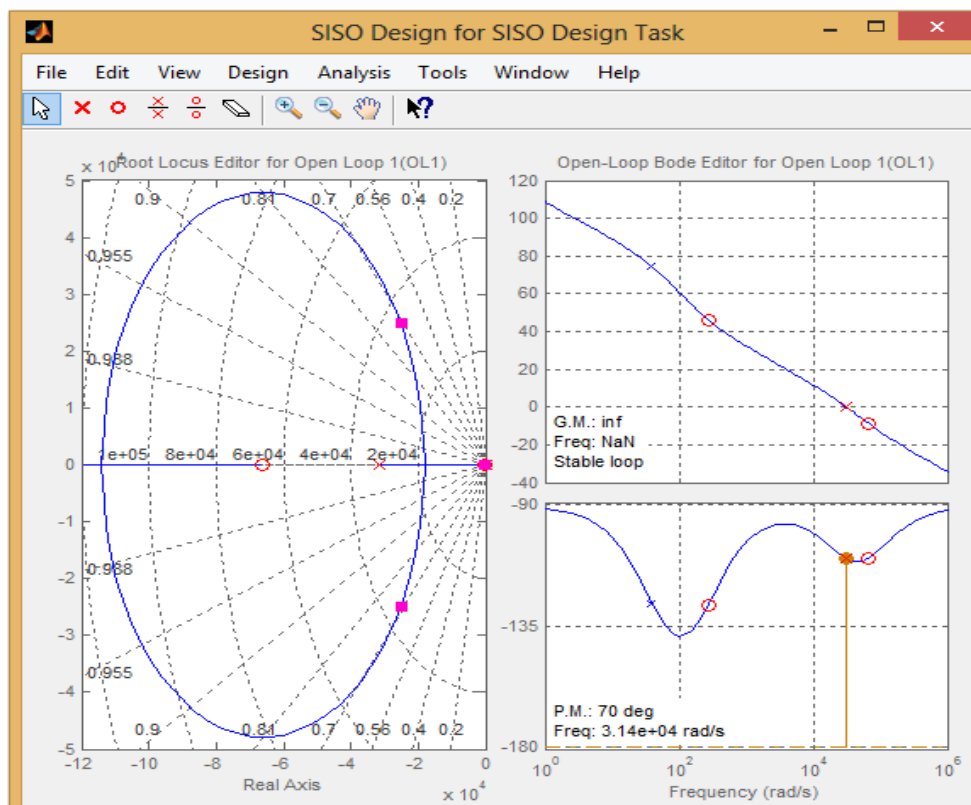 SISO Design for SISO Design Task
File Edit View Design Analysis Tools Window Help
Root Locus Editor for Open Loop 1(OL1)
× 10
5
4
3
2
1
0
-1
-2
-3
-4
-5
0.9 0.81 0.7 0.56 0.4 0.2
0.955
0.988
1e+05 8e+04 6e+04 4e+04 2e+04
0.988
0.955
0.9 0.81 0.7 0.56 0.4 0.2
-12 -10 -8 -6 -4 -2 0
Real Axis
× 10^4
Open-Loop Bode Editor for Open Loop 1(OL1)
120
100
80
60
40
20
0
-20
-40
G.M.: inf
Freq: NaN
Stable loop
-90
-135
-180
P.M.: 70 deg
Freq: 3.14e+04 rad/s
10^0 10^2 10^4 10^6
Frequency (rad/s)